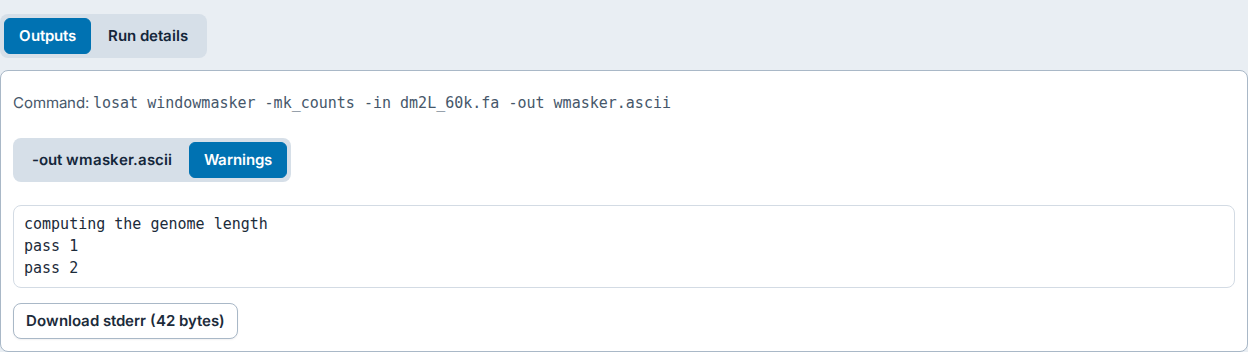 Outputs Run details
Command: losat windowmasker -mk_counts -in dm2L_60k.fa -out wmasker.ascii
-out wmasker.ascii Warnings
computing the genome length
pass 1
pass 2
Download stderr (42 bytes)